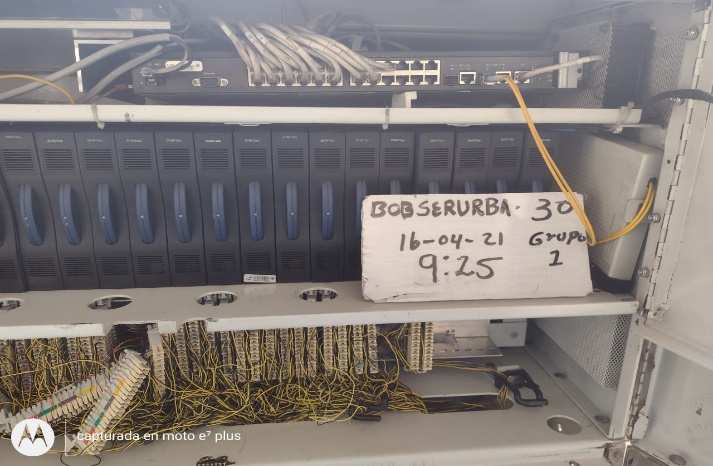 BOBSERURBA. 30
16-04-21 Grupo
9:25 1
capturada en moto e⁷ plus